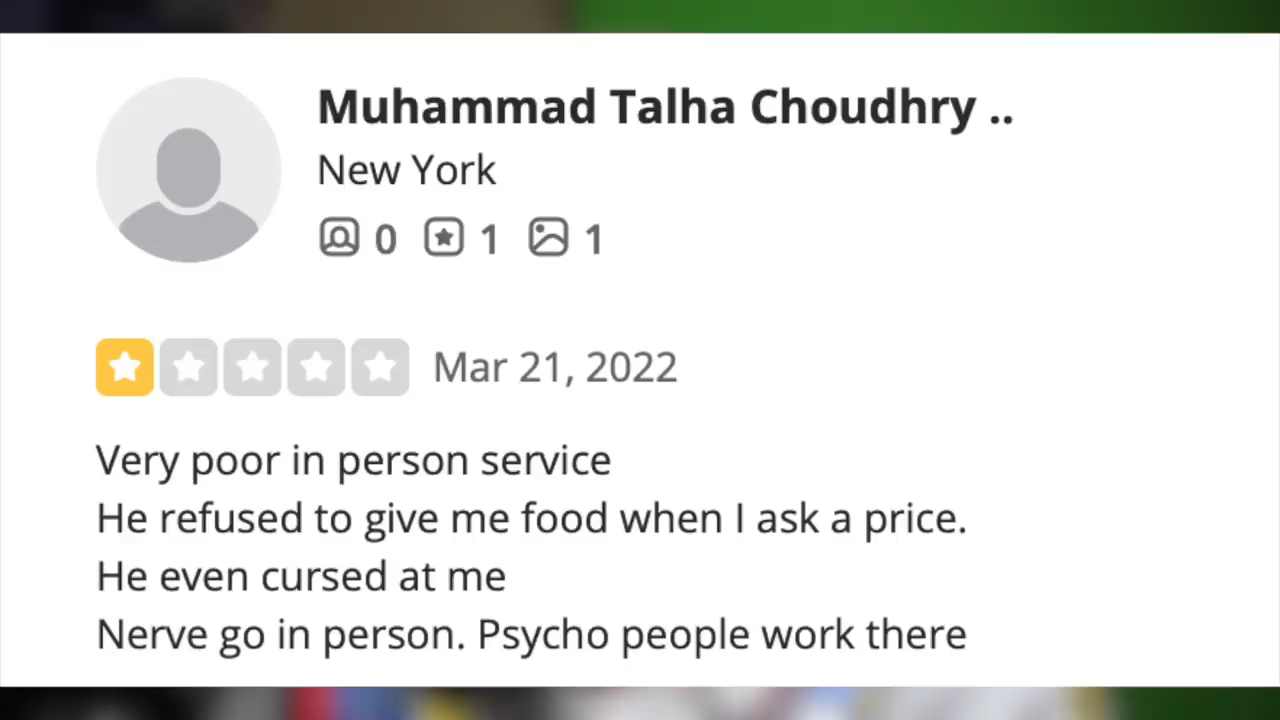 Muhammad Talha Choudhry ..
New York
0 1 1
Mar 21, 2022
Very poor in person service
He refused to give me food when I ask a price.
He even cursed at me
Nerve go in person. Psycho people work there